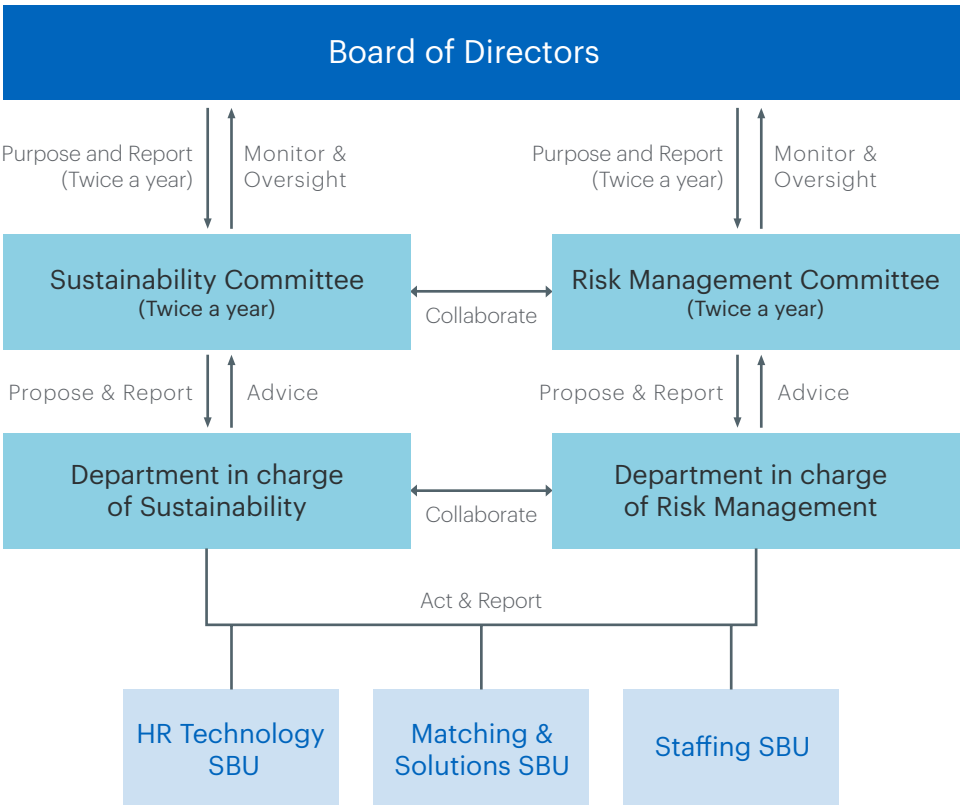 Board of Directors
Purpose and Report
(Twice a year)
Monitor &
Oversight
Purpose and Report
(Twice a year)
Monitor &
Oversight
Sustainability Committee
(Twice a year)
Collaborate
Risk Management Committee
(Twice a year)
Propose & Report
Advice
Propose & Report
Advice
Department in charge
of Sustainability
Collaborate
Department in charge
of Risk Management
Act & Report
HR Technology
SBU
Matching &
Solutions SBU
Staffing SBU